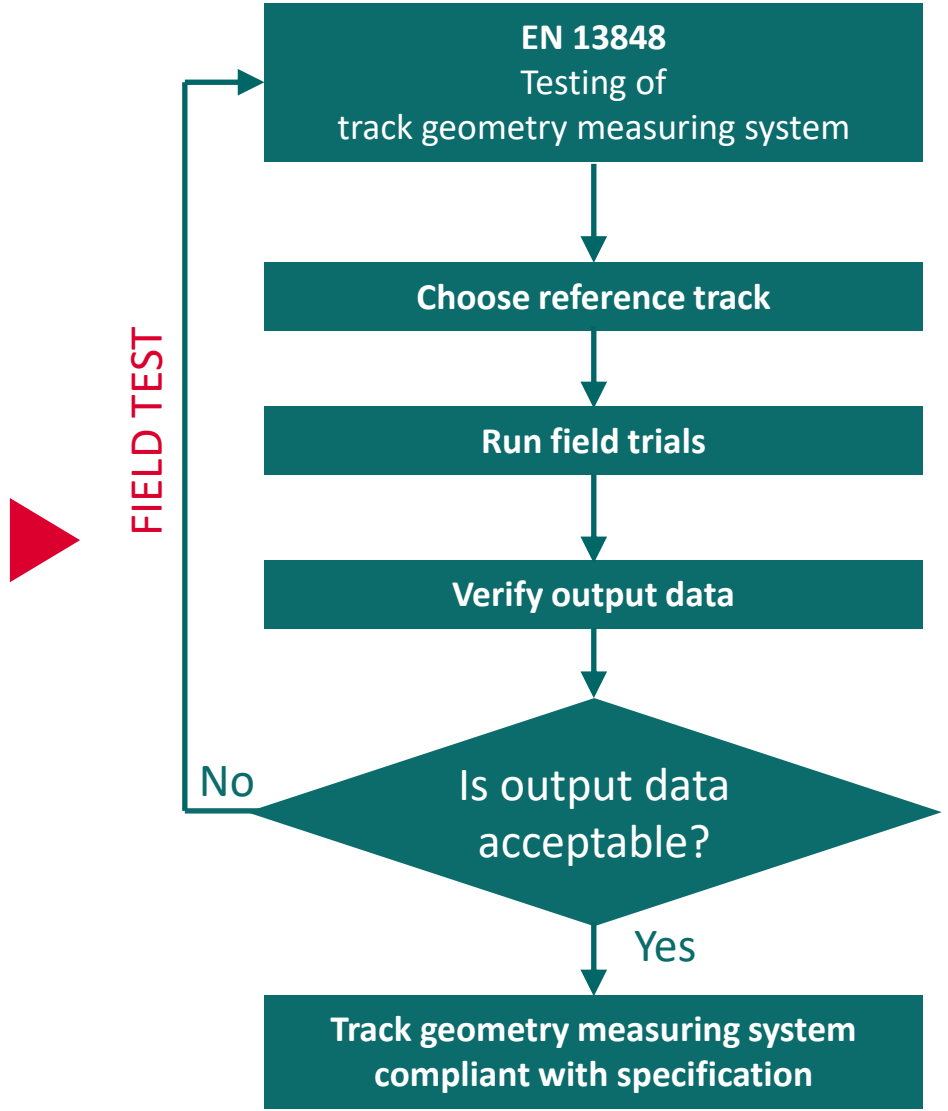 EN 13848
Testing of
track geometry measuring system
Choose reference track
Run field trials
FIELD TEST
Verify output data
Is output data
acceptable?
No
Yes
Track geometry measuring system
compliant with specification